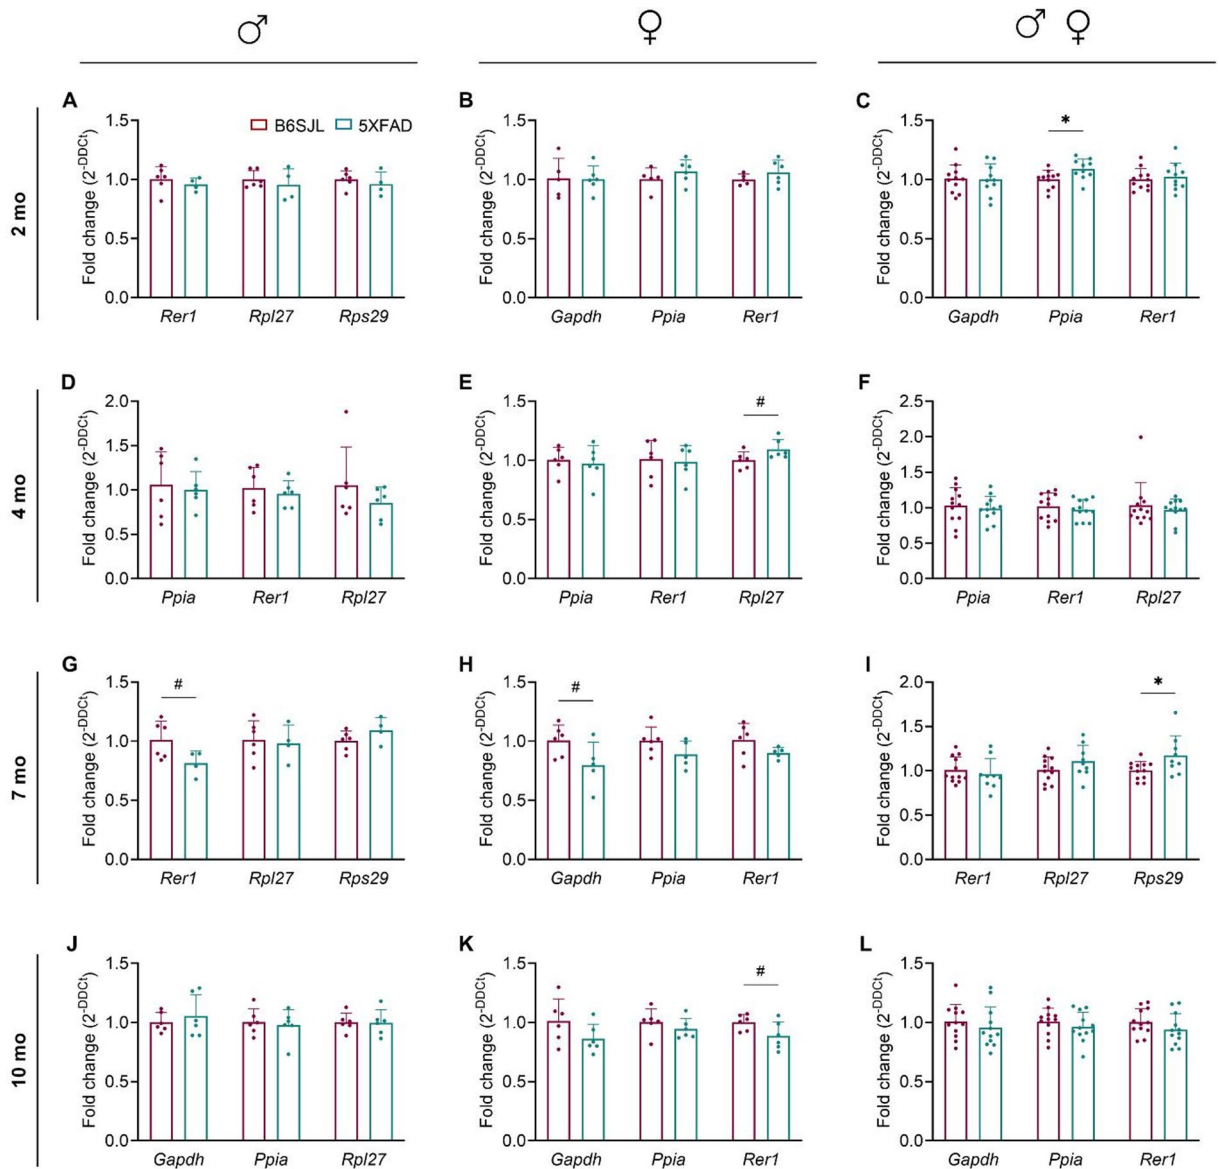 ♂ ♀ ♂ ♀
2 mo
A
B6SJL 5XFAD
Fold change (2^-DDCt)
1.5
1.0
0.5
0.0
Rer1 Rpl27 Rps29
B
Fold change (2^-DDCt)
1.5
1.0
0.5
0.0
Gapdh Ppia Rer1
C
Fold change (2^-DDCt)
1.5
1.0
0.5
0.0
*
Gapdh Ppia Rer1
4 mo
D
Fold change (2^-DDCt)
2.0
1.5
1.0
0.5
0.0
Ppia Rer1 Rpl27
E
Fold change (2^-DDCt)
1.5
1.0
0.5
0.0
#
Ppia Rer1 Rpl27
F
Fold change (2^-DDCt)
2.5
2.0
1.5
1.0
0.5
0.0
Ppia Rer1 Rpl27
7 mo
G
Fold change (2^-DDCt)
1.5
1.0
0.5
0.0
#
Rer1 Rpl27 Rps29
H
Fold change (2^-DDCt)
1.5
1.0
0.5
0.0
#
Gapdh Ppia Rer1
I
Fold change (2^-DDCt)
2.0
1.5
1.0
0.5
0.0
*
Rer1 Rpl27 Rps29
10 mo
J
Fold change (2^-DDCt)
1.5
1.0
0.5
0.0
Gapdh Ppia Rpl27
K
Fold change (2^-DDCt)
1.5
1.0
0.5
0.0
#
Gapdh Ppia Rer1
L
Fold change (2^-DDCt)
1.5
1.0
0.5
0.0
Gapdh Ppia Rer1